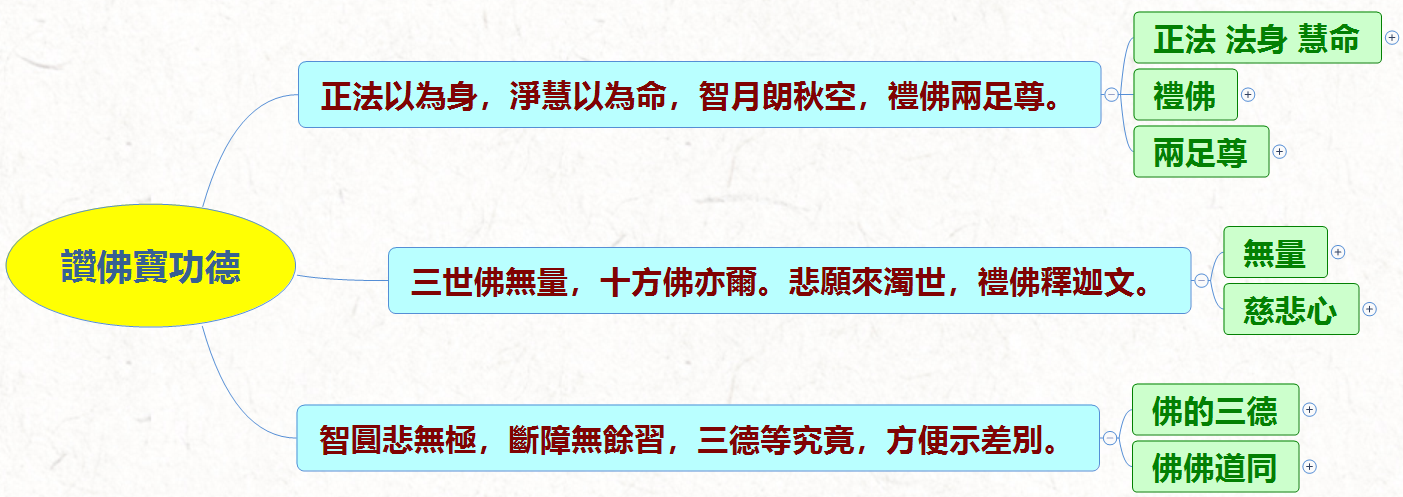 讚佛寶功德
正法以為身，淨慧以為命，智月朗秋空，禮佛兩足尊。
正法 法身 慧命
禮佛
兩足尊
三世佛無量，十方佛亦爾。悲願來濁世，禮佛釋迦文。
無量
慈悲心
智圓悲無極，斷障無餘習，三德等究竟，方便示差別。
佛的三德
佛佛道同